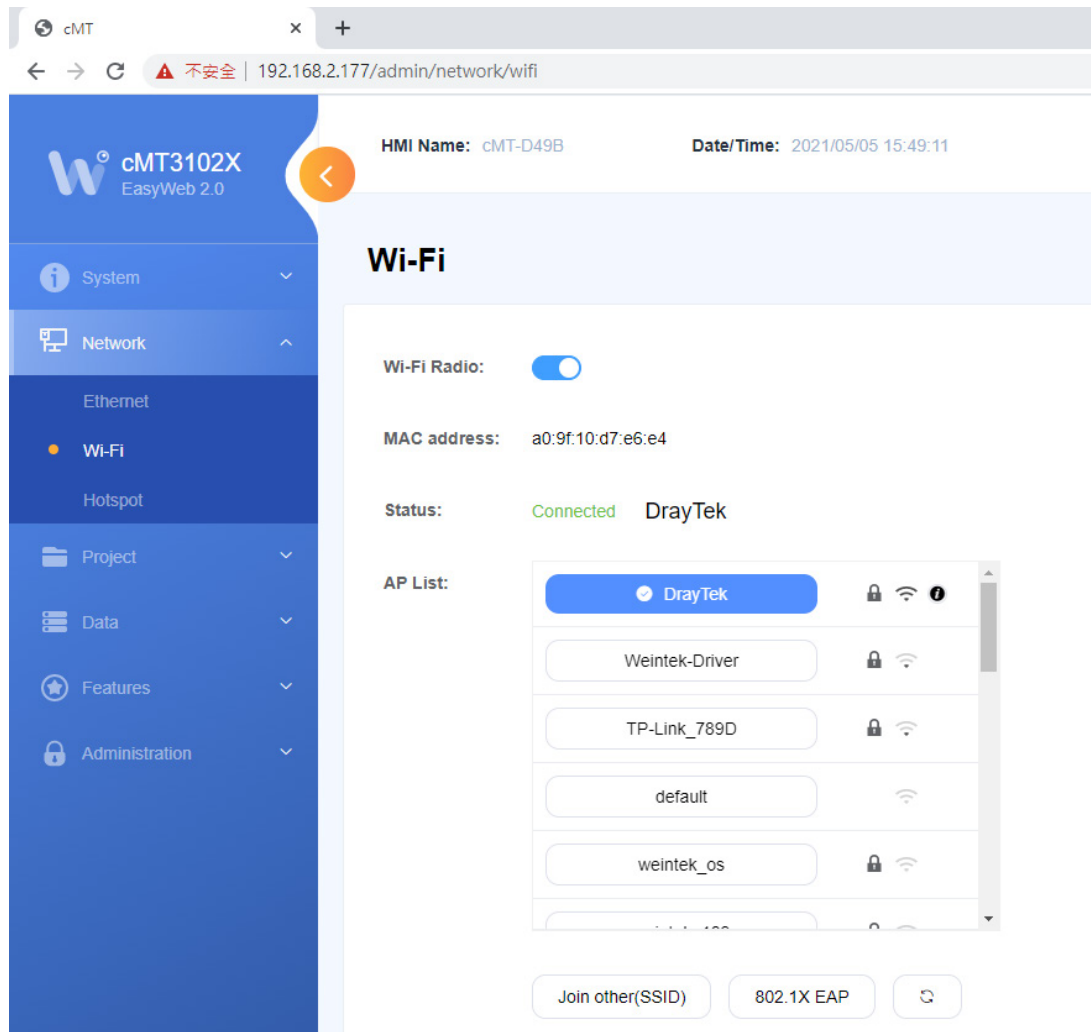 cMT
不安全 | 192.168.2.177/admin/network/wifi
cMT3102X
EasyWeb 2.0
HMI Name: cMT-D49B Date/Time: 2021/05/05 15:49:11
System
Network
Ethernet
Wi-Fi
Hotspot
Project
Data
Features
Administration
Wi-Fi
Wi-Fi Radio:
MAC address: a0:9f:10:d7:e6:e4
Status: Connected DrayTek
AP List:
DrayTek
Weintek-Driver
TP-Link_789D
default
weintek_os
Join other(SSID) 802.1X EAP